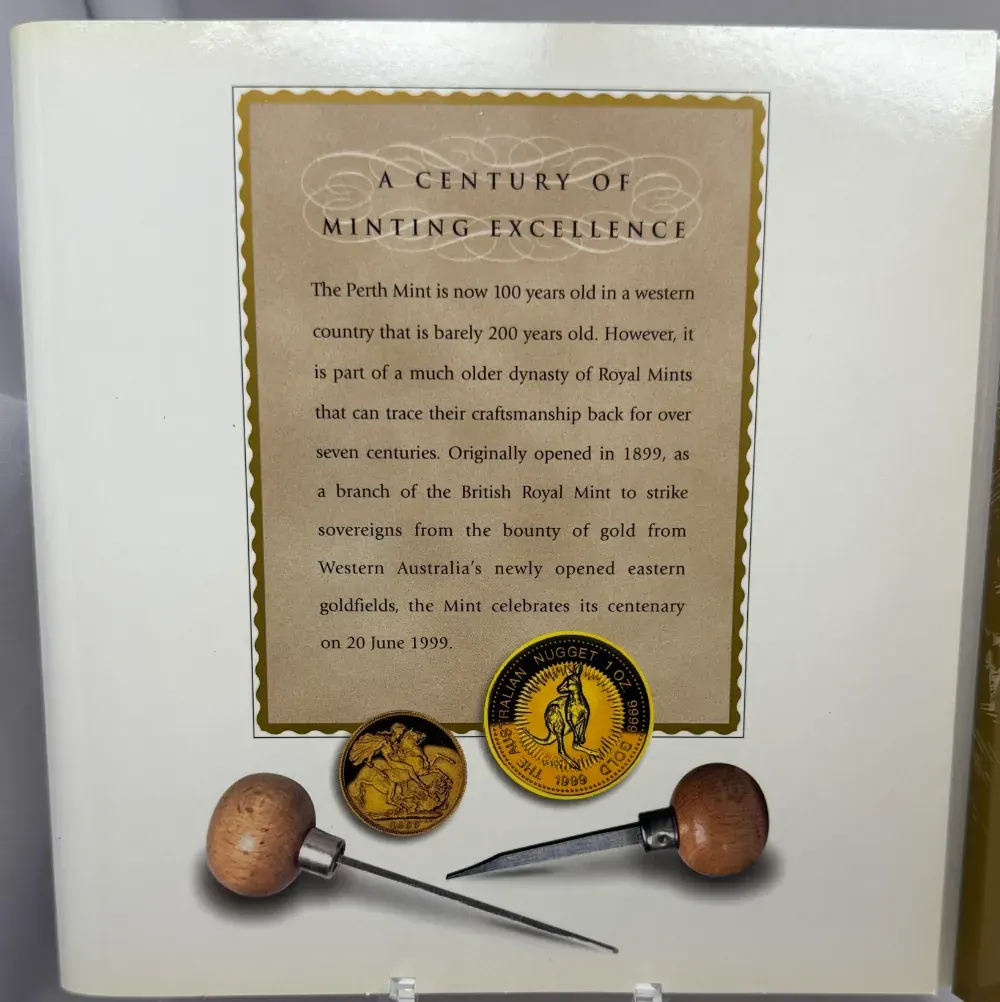 A CENTURY OF
MINTING EXCELLENCE
The Perth Mint is now 100 years old in a western
country that is barely 200 years old. However, it
is part of a much older dynasty of Royal Mints
that can trace their craftsmanship back for over
seven centuries. Originally opened in 1899, as
a branch of the British Royal Mint to strike
sovereigns from the bounty of gold from
Western Australia's newly opened eastern
goldfields, the Mint celebrates its centenary
on 20 June 1999.
THE AUSTRALIAN NUGGET 1 OZ 9999 GOLD
1999
1899